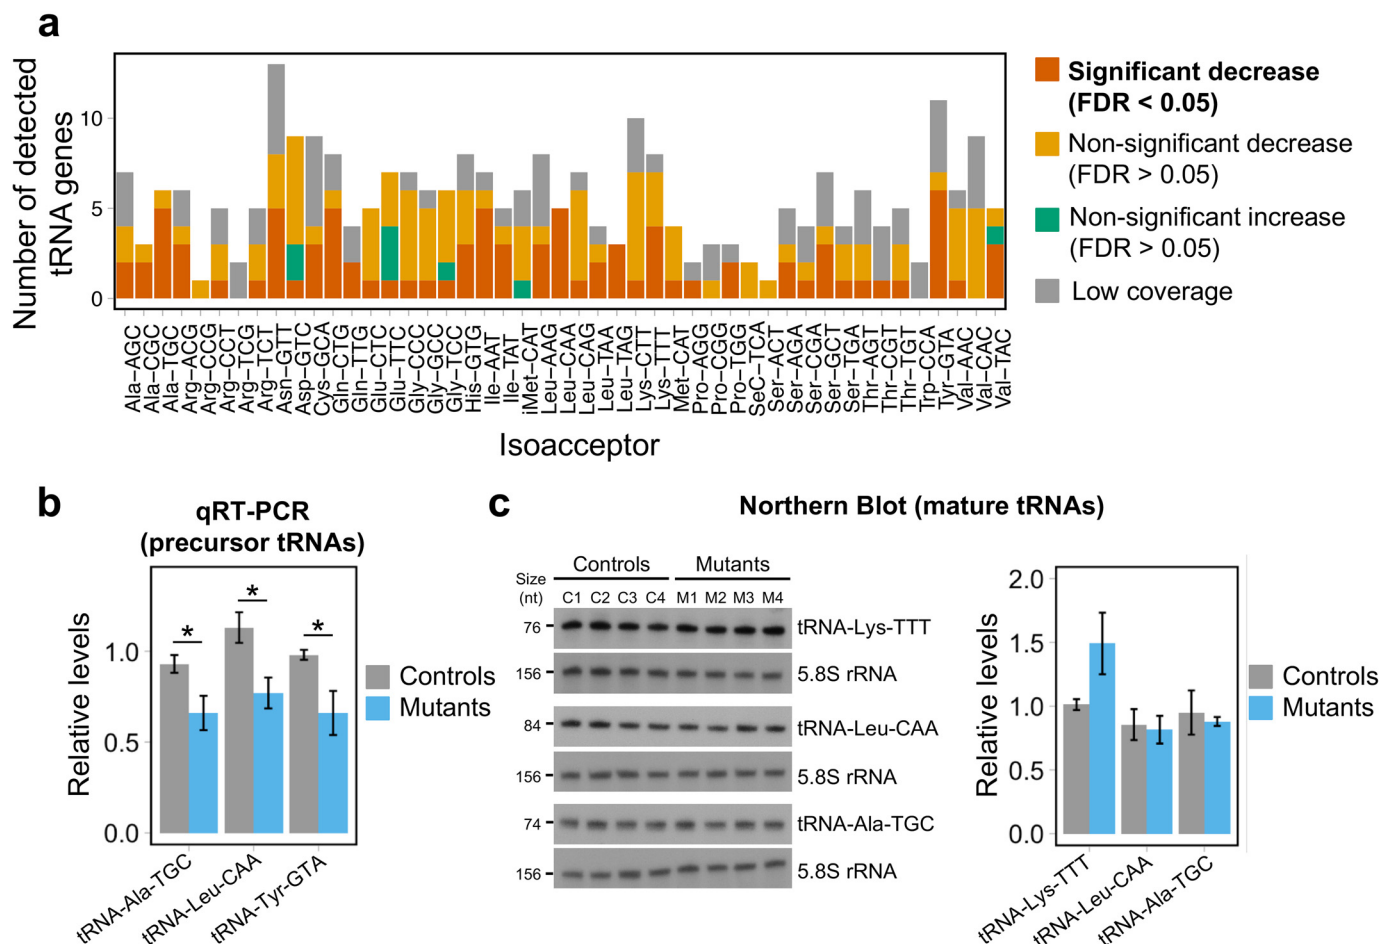 a
Number of detected
tRNA genes
10
5
0
Ala−AGC
Ala−CGC
Ala−TGC
Arg−ACG
Arg−CCG
Arg−CCT
Arg−TCG
Arg−TCT
Asn−GTT
Asp−GTC
Cys−GCA
Gln−CTG
Gln−TTG
Glu−CTC
Glu−TTC
Gly−CCC
Gly−GCC
Gly−TCC
His−GTG
Ile−AAT
Ile−TAT
iMet−CAT
Leu−AAG
Leu−CAA
Leu−CAG
Leu−TAA
Leu−TAG
Lys−CTT
Lys−TTT
Met−CAT
Pro−AGG
Pro−CGG
Pro−TGG
SeC−TCA
Ser−ACT
Ser−AGA
Ser−CGA
Ser−GCT
Ser−TGA
Thr−AGT
Thr−CGT
Thr−TGT
Trp−CCA
Tyr−GTA
Val−AAC
Val−CAC
Val−TAC
Isoacceptor
Significant decrease
(FDR < 0.05)
Non-significant decrease
(FDR > 0.05)
Non-significant increase
(FDR > 0.05)
Low coverage
b
qRT-PCR
(precursor tRNAs)
Relative levels
1.0
0.5
0.0
* * *
tRNA-Ala-TGC
tRNA-Leu-CAA
tRNA-Tyr-GTA
Controls
Mutants
c
Northern Blot (mature tRNAs)
Size
(nt)
Controls Mutants
C1 C2 C3 C4 M1 M2 M3 M4
76 tRNA-Lys-TTT
156 5.8S rRNA
84 tRNA-Leu-CAA
156 5.8S rRNA
74 tRNA-Ala-TGC
156 5.8S rRNA
Relative levels
2.0
1.5
1.0
0.5
0.0
tRNA-Lys-TTT
tRNA-Leu-CAA
tRNA-Ala-TGC
Controls
Mutants